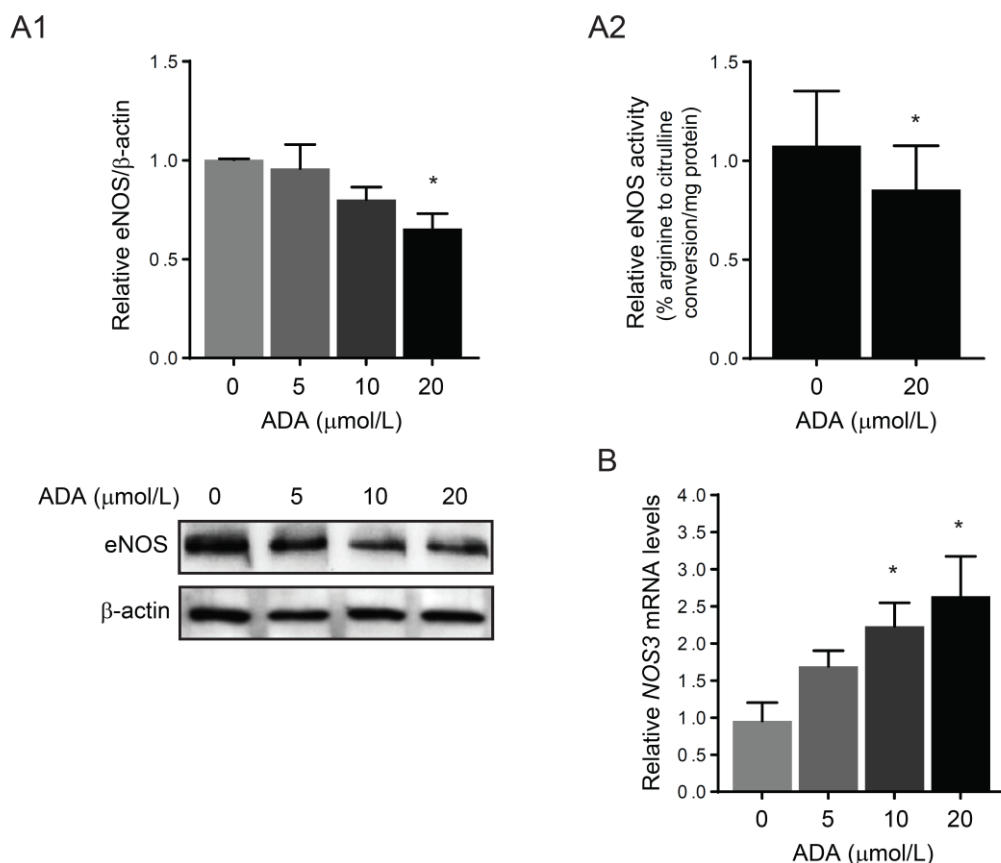 A1
Relative eNOS/β-actin
1.5
1.0
0.5
0.0
*
0 5 10 20
ADA (μmol/L)
ADA (μmol/L) 0 5 10 20
eNOS
β-actin
A2
Relative eNOS activity
(% arginine to citrulline
conversion/mg protein)
1.5
1.0
0.5
0.0
*
0 20
ADA (μmol/L)
B
Relative NOS3 mRNA levels
4.0
3.5
3.0
2.5
2.0
1.5
1.0
0.5
0.0
* *
0 5 10 20
ADA (μmol/L)